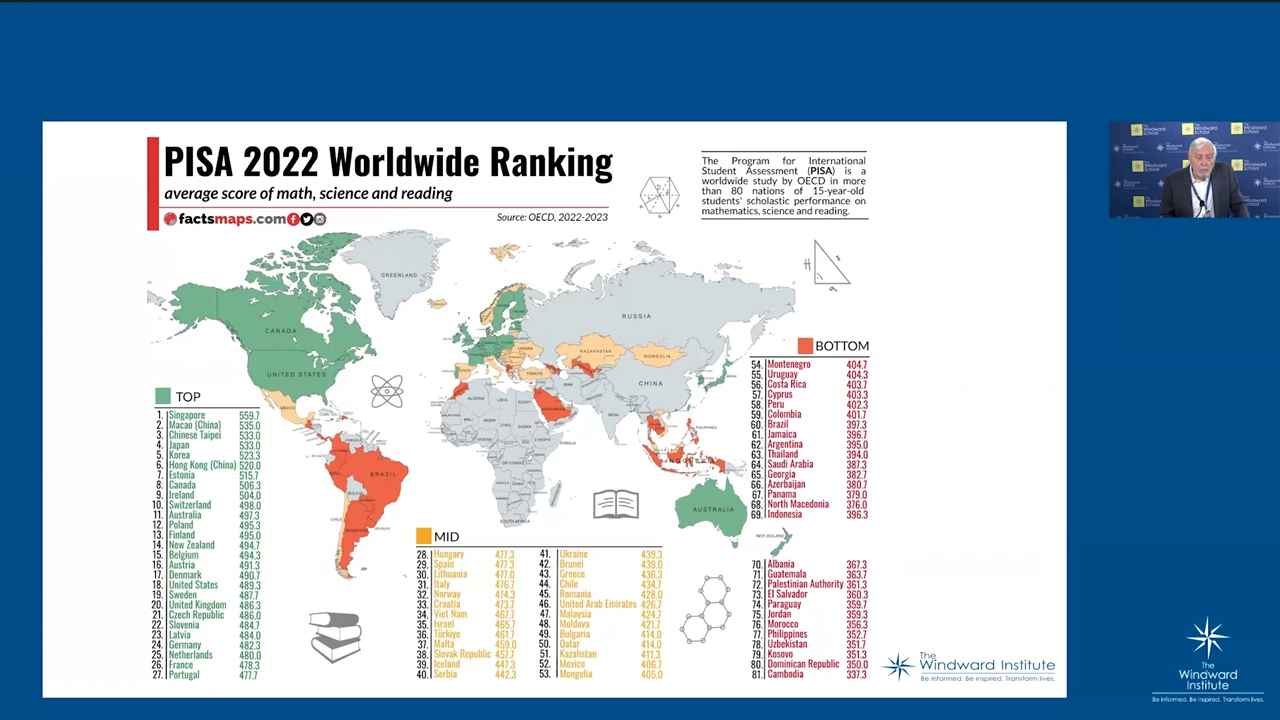 PISA 2022 Worldwide Ranking
average score of math, science and reading
factsmaps.com
Source: OECD, 2022-2023
The Program for International
Student Assessment (PISA) is a
worldwide study by OECD in more
than 80 nations of 15-year-old
students' scholastic performance on
mathematics, science and reading.
GREENLAND
RUSSIA
CANADA
UNITED STATES
KAZAKHSTAN
MONGOLIA
CHINA
BRAZIL
AUSTRALIA
TOP
1. Singapore 559.7
2. Macao (China) 535.0
3. Chinese Taipei 533.0
4. Japan 533.0
5. Korea 523.3
6. Hong Kong (China) 520.0
7. Estonia 515.7
8. Canada 506.3
9. Ireland 504.0
10. Switzerland 498.0
11. Australia 497.3
12. Poland 495.3
13. Finland 495.0
14. New Zealand 494.7
15. Belgium 494.3
16. Austria 491.3
17. Denmark 490.7
18. United States 489.3
19. Sweden 487.7
20. United Kingdom 486.3
21. Czech Republic 486.0
22. Slovenia 484.7
23. Latvia 484.0
24. Germany 482.3
25. Netherlands 480.0
26. France 478.3
27. Portugal 477.7
MID
28. Hungary 477.3
29. Spain 477.3
30. Lithuania 477.0
31. Italy 476.7
32. Norway 474.3
33. Croatia 473.7
34. Viet Nam 467.7
35. Israel 465.7
36. Türkiye 461.7
37. Malta 459.0
38. Slovak Republic 457.7
39. Iceland 447.3
40. Serbia 442.3
41. Ukraine 439.3
42. Brunei 439.0
43. Greece 436.3
44. Chile 434.7
45. Romania 428.0
46. United Arab Emirates 426.7
47. Malaysia 424.7
48. Moldova 421.7
49. Bulgaria 414.0
50. Qatar 414.0
51. Kazahstan 411.3
52. Mexico 406.7
53. Mongolia 405.0
BOTTOM
54. Montenegro 404.7
55. Uruguay 404.3
56. Costa Rica 403.7
57. Cyprus 403.3
58. Peru 402.3
59. Colombia 401.7
60. Brazil 397.3
61. Jamaica 396.7
62. Argentina 395.0
63. Thailand 394.0
64. Saudi Arabia 387.3
65. Georgia 382.7
66. Azerbaijan 380.7
67. Panama 379.0
68. North Macedonia 376.0
69. Indonesia 396.3
70. Albania 367.3
71. Guatemala 363.7
72. Palestinian Authority 361.3
73. El Salvador 360.3
74. Paraguay 359.7
75. Jordan 359.3
76. Morocco 356.3
77. Philippines 352.7
78. Uzbekistan 351.7
79. Kosovo 351.3
80. Dominican Republic 350.0
81. Cambodia 337.3
The
Windward Institute
Be informed. Be inspired. Transform lives.
The
Windward
Institute
Be informed. Be inspired. Transform lives.